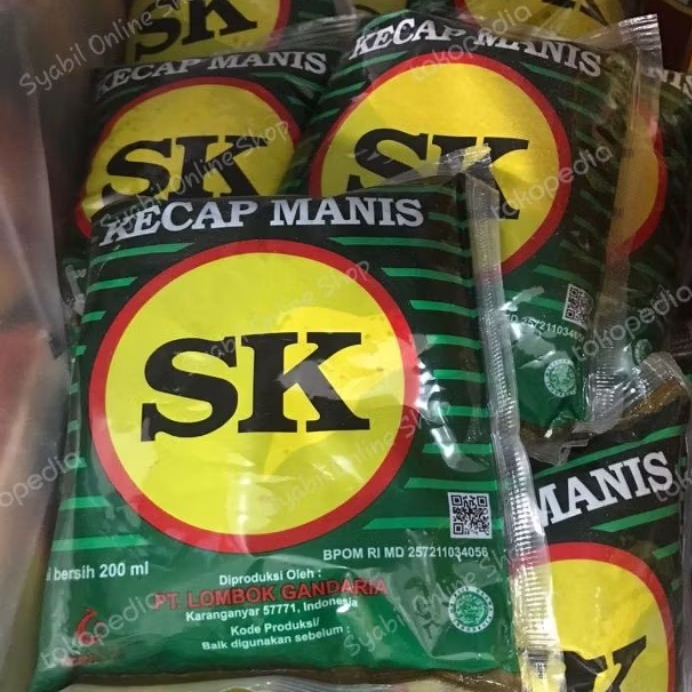 SK
KECAP MANIS
SK
KECAP MANIS
SK
KECAP MANIS
SK
BPOM RI MD 257211034056
bersih 200 ml
Diproduksi Oleh :
PT. LOMBOK GANDARIA
Karanganyar 57771, Indonesia
Kode Produksi/
Baik digunakan sebelum :
MANIS
Syabil Online Shop
tokopedia